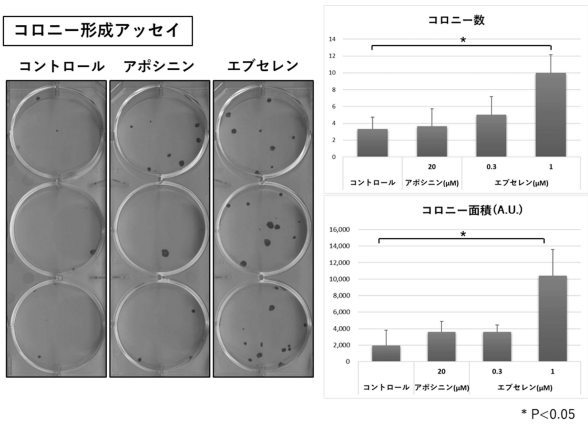 コロニー形成アッセイ
コントロール アポシニン エブセレン
コロニー数
14
12
10
8
6
4
2
0
*
20 0.3 1
コントロール アポシニン(μM) エブセレン(μM)
コロニー面積(A.U.)
16,000
14,000
12,000
10,000
8,000
6,000
4,000
2,000
0
*
20 0.3 1
コントロール アポシニン(μM) エブセレン(μM)
* P<0.05